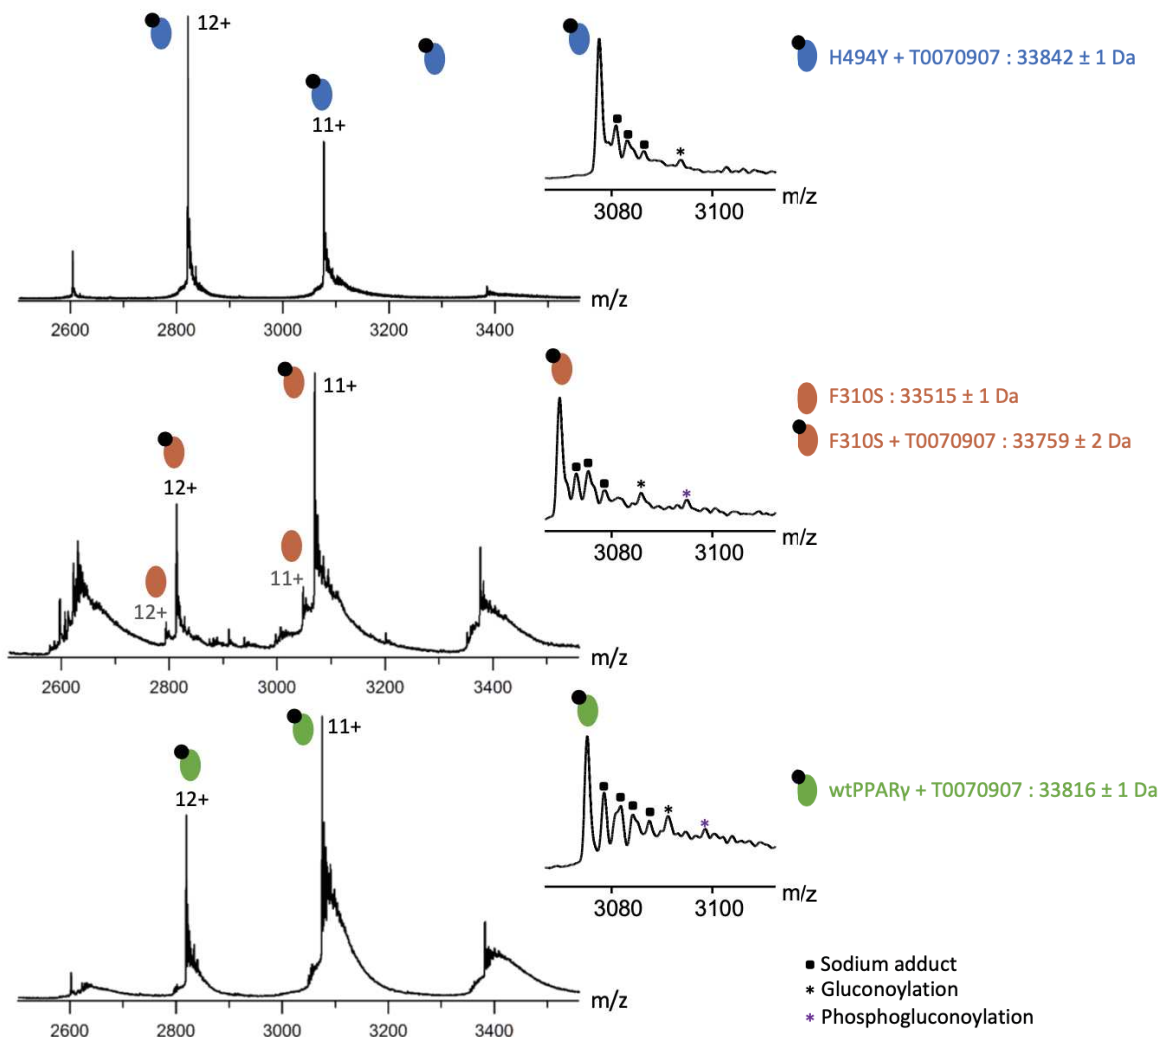 12+
11+
3080 3100 m/z
H494Y + T0070907 : 33842 ± 1 Da
2600 2800 3000 3200 3400 m/z
11+
12+
11+
12+
3080 3100 m/z
F310S : 33515 ± 1 Da
F310S + T0070907 : 33759 ± 2 Da
2600 2800 3000 3200 3400 m/z
11+
12+
3080 3100 m/z
wtPPARγ + T0070907 : 33816 ± 1 Da
2600 2800 3000 3200 3400 m/z
■ Sodium adduct
* Gluconoylation
* Phosphogluconoylation